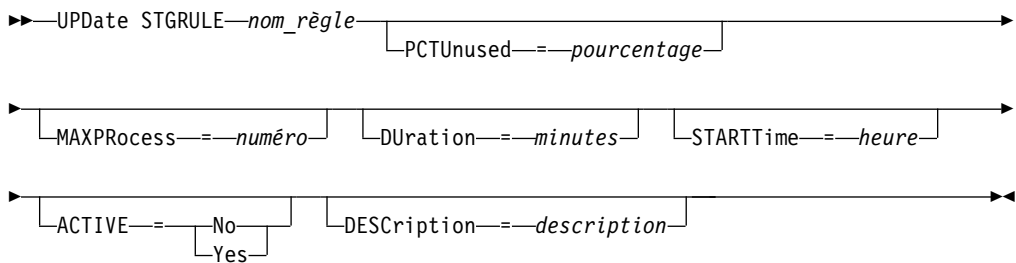 UPDate STGRULE nom_règle
PCTUnused = pourcentage
MAXPRocess = numéro DUration = minutes STARTTime = heure
ACTIVE = No DESCription = description
Yes